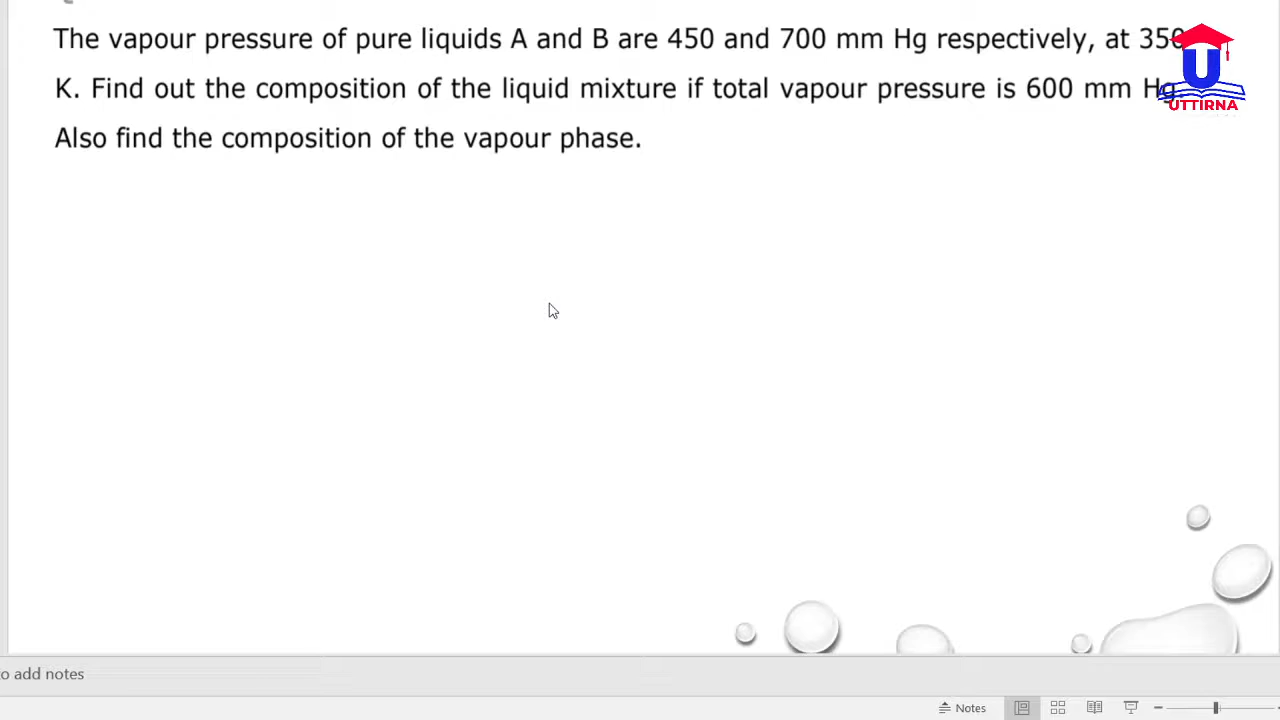 The vapour pressure of pure liquids A and B are 450 and 700 mm Hg respectively, at 350
K. Find out the composition of the liquid mixture if total vapour pressure is 600 mm Hg.
Also find the composition of the vapour phase.
U
UTTIRNA
to add notes
Notes